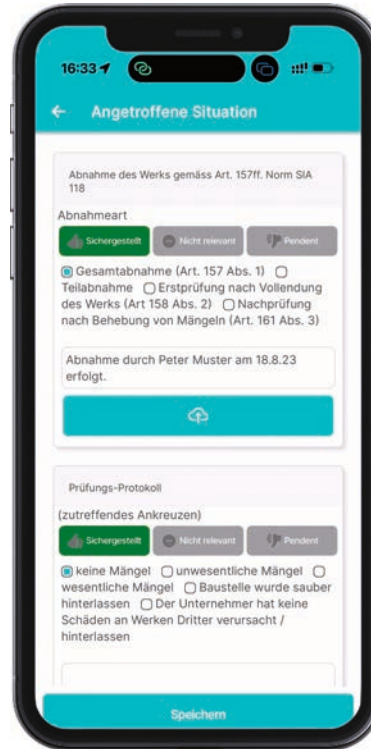 16:33
Angetroffene Situation
Abnahme des Werks gemäss Art. 157ff. Norm SIA
118
Abnahmeart
Sichergestellt Nicht relevant Pendent
Gesamtabnahme (Art. 157 Abs. 1)
Teilabnahme Erstprüfung nach Vollendung
des Werks (Art 158 Abs. 2) Nachprüfung
nach Behebung von Mängeln (Art. 161 Abs. 3)
Abnahme durch Peter Muster am 18.8.23
erfolgt.
Prüfungs-Protokoll
(zutreffendes Ankreuzen)
Sichergestellt Nicht relevant Pendent
keine Mängel unwesentliche Mängel
wesentliche Mängel Baustelle wurde sauber
hinterlassen Der Unternehmer hat keine
Schäden an Werken Dritter verursacht /
hinterlassen
Speichern